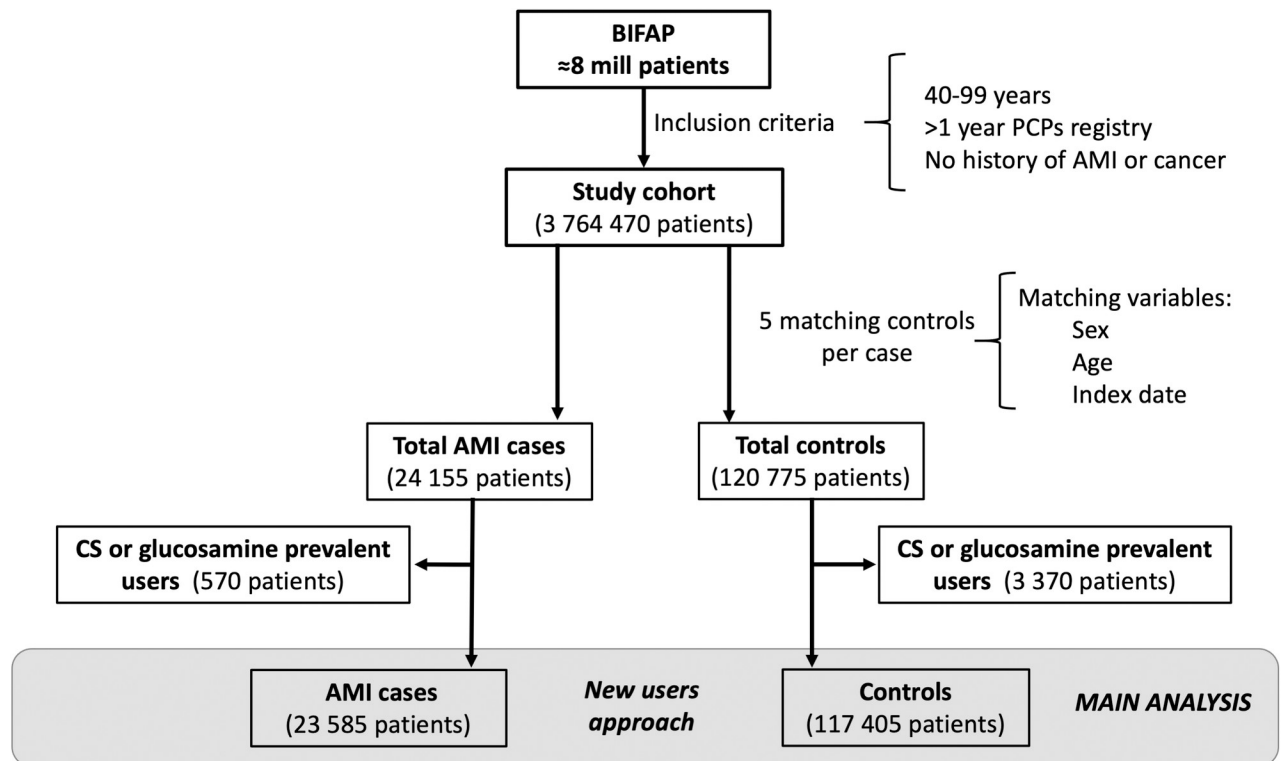 BIFAP
≈8 mill patients
Inclusion criteria
40-99 years
>1 year PCPs registry
No history of AMI or cancer
Study cohort
(3 764 470 patients)
5 matching controls
per case
Matching variables:
Sex
Age
Index date
Total AMI cases
(24 155 patients)
Total controls
(120 775 patients)
CS or glucosamine prevalent
users (570 patients)
CS or glucosamine prevalent
users (3 370 patients)
AMI cases
(23 585 patients)
New users
approach
Controls
(117 405 patients)
MAIN ANALYSIS